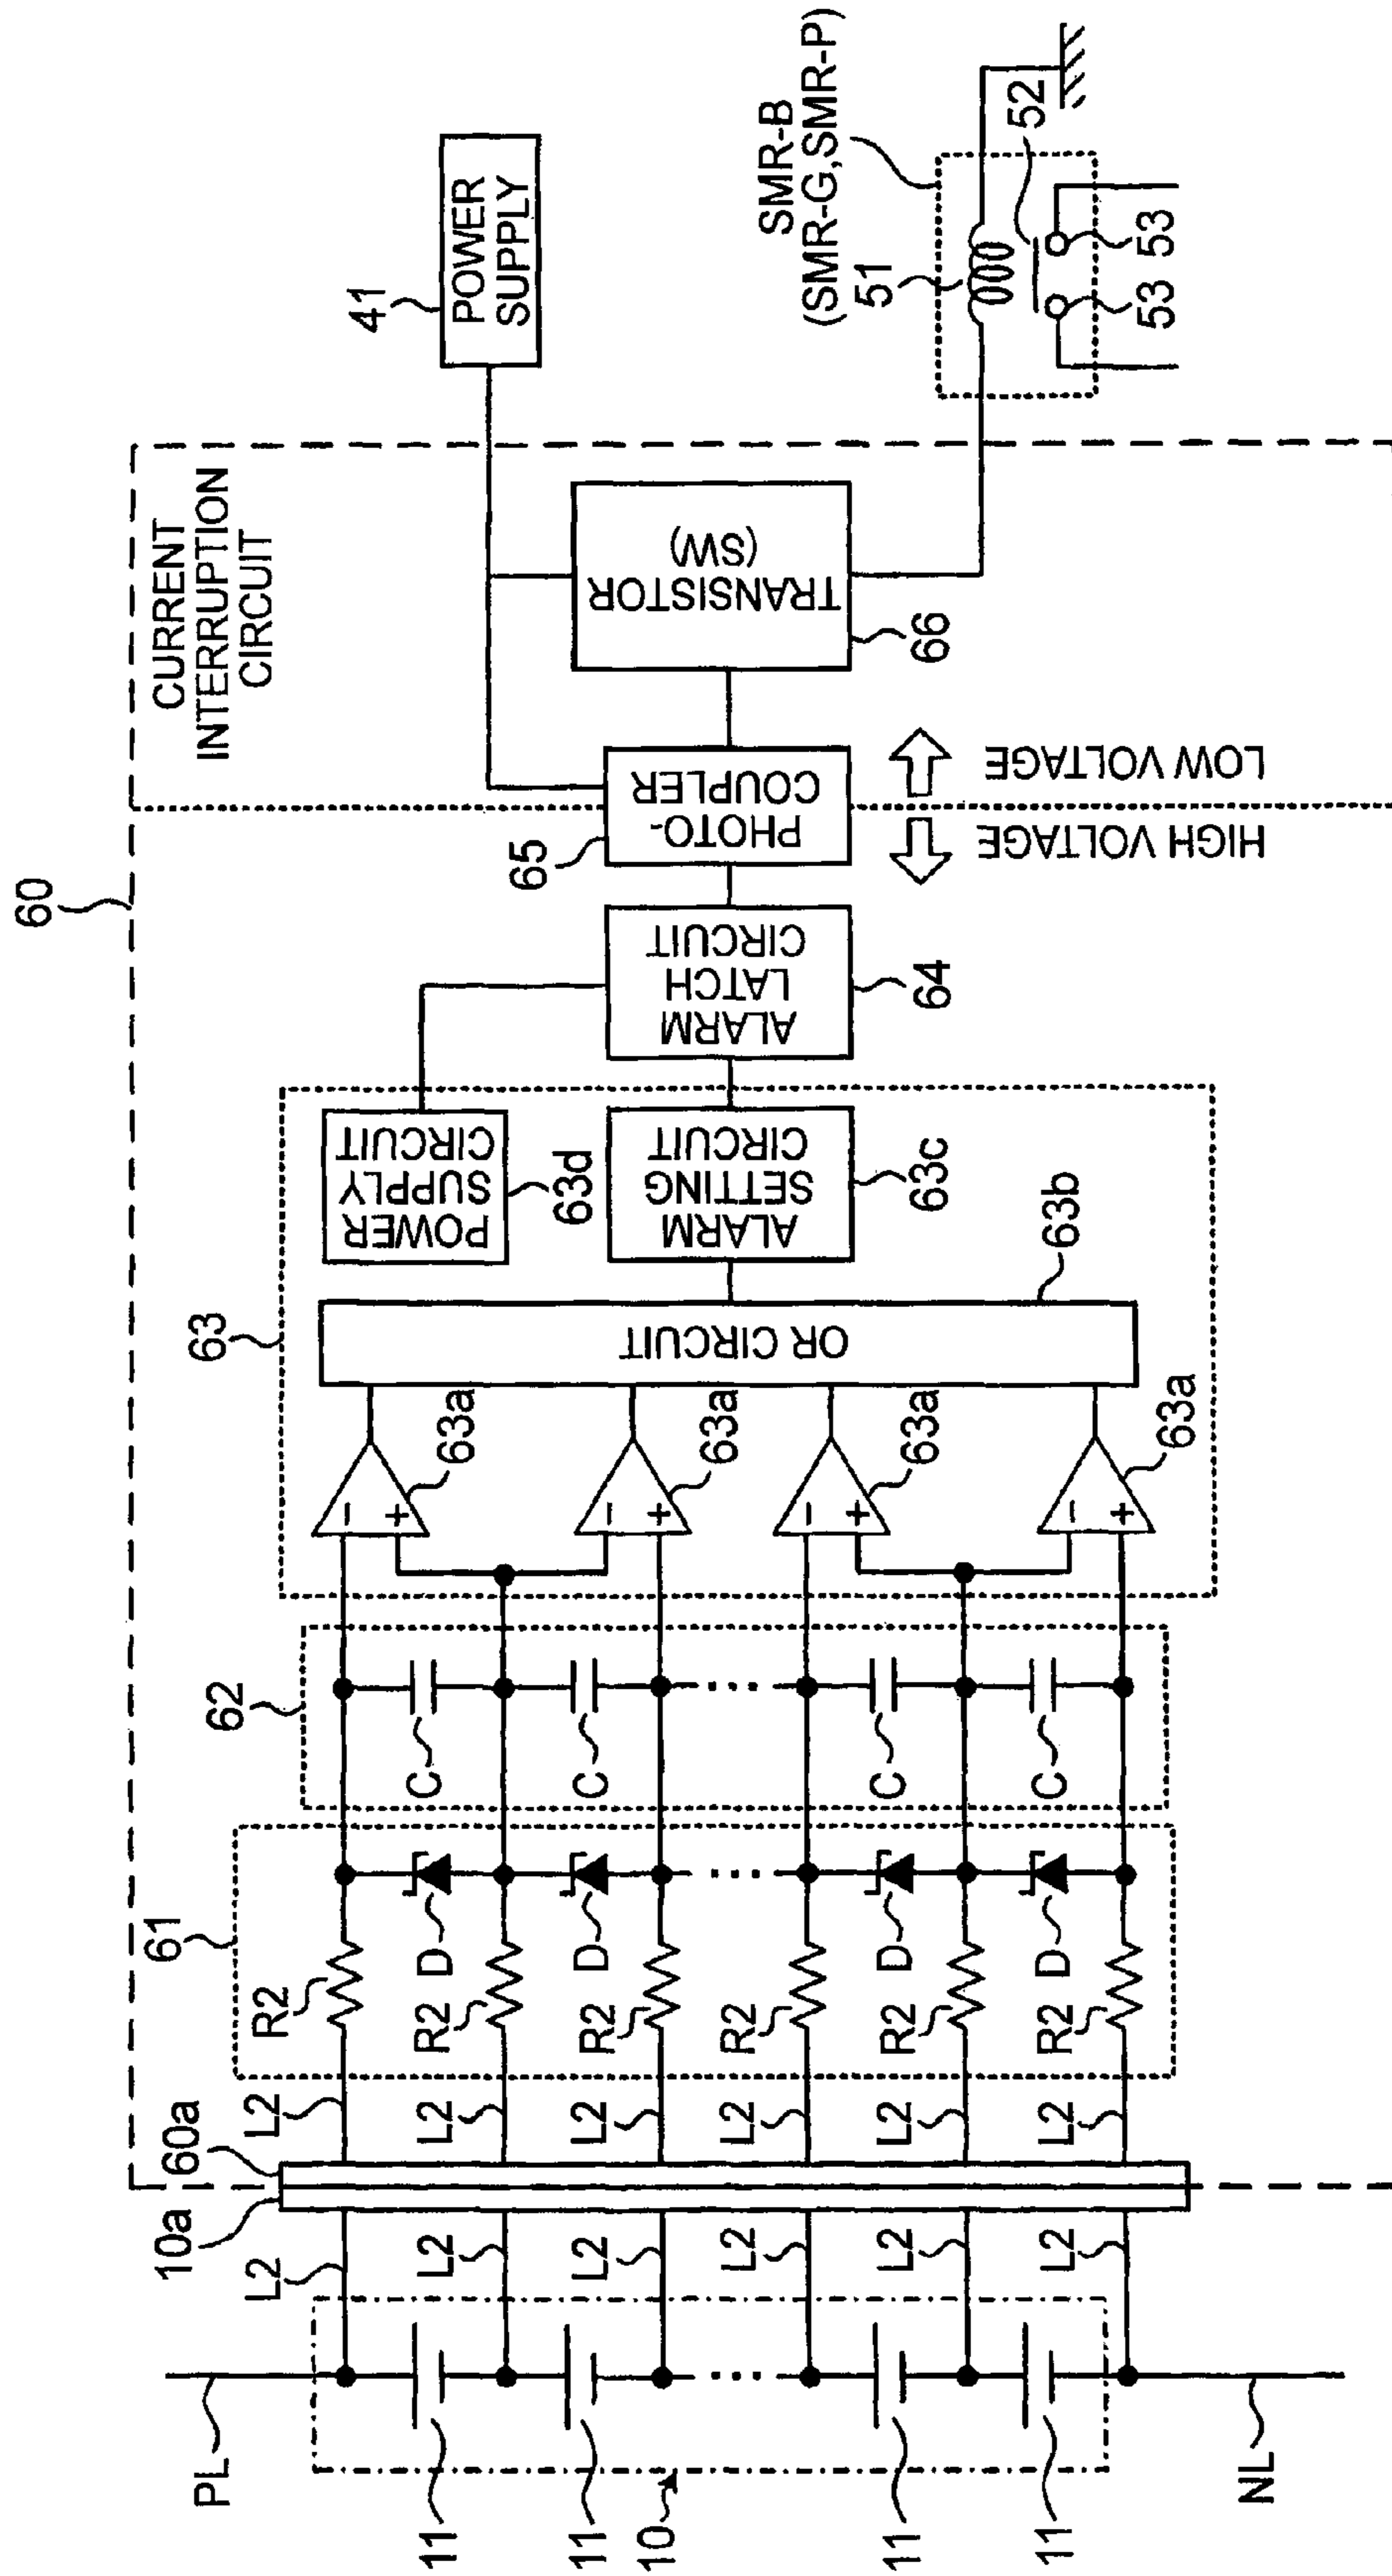 60
CURRENT
INTERRUPTION
CIRCUIT
41
POWER
SUPPLY
SMR-B
(SMR-G,SMR-P)
51
52
53
53
TRANSISTOR
(SW)
66
PHOTO-
COUPLER
65
LOW VOLTAGE
HIGH VOLTAGE
ALARM
LATCH
CIRCUIT
64
63
POWER
SUPPLY
CIRCUIT
63d
ALARM
SETTING
CIRCUIT
63c
OR CIRCUIT
63b
63a
63a
63a
63a
−
+
−
+
−
+
−
+
62
C
C
C
C
61
R2
R2
R2
R2
R2
R2
D
D
D
D
L2
L2
L2
L2
L2
L2
60a
10a
L2
L2
L2
L2
L2
L2
PL
11
11
10
11
11
NL